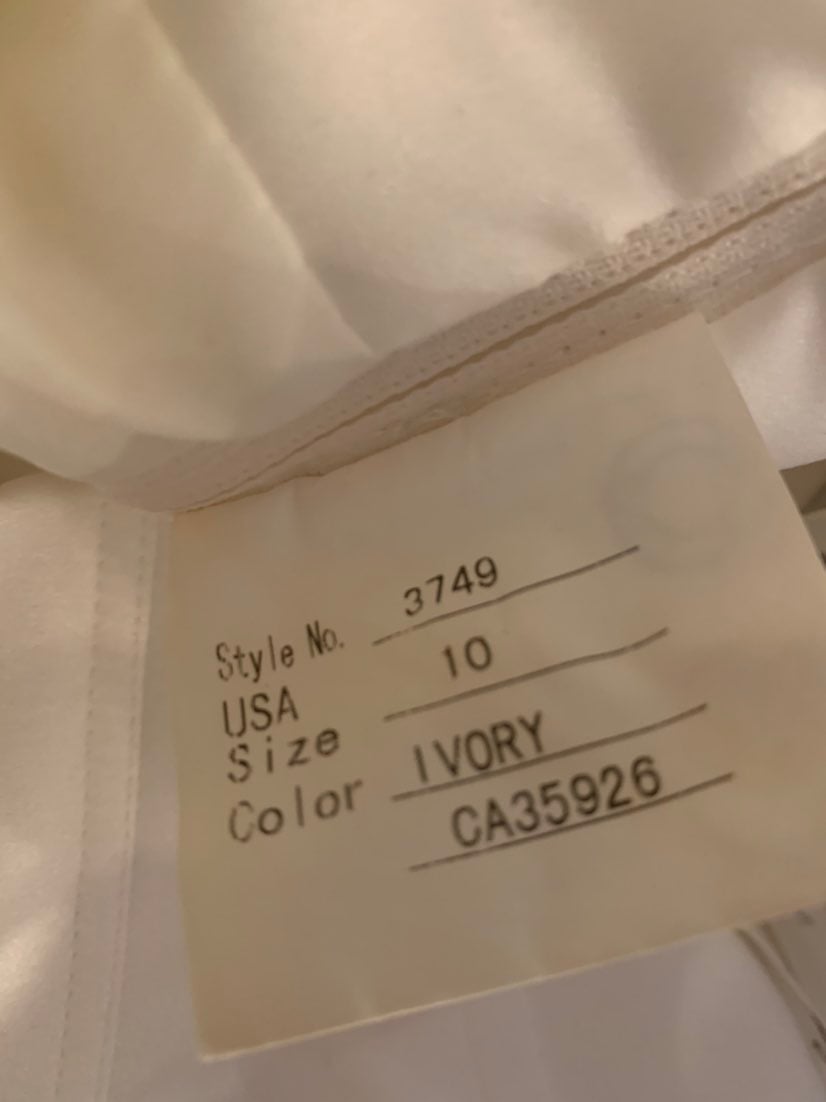 Style No. 3749
USA
Size 10
Color IVORY
CA35926